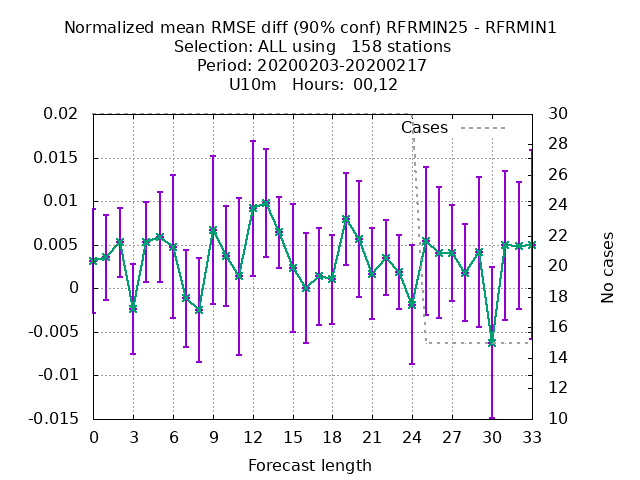 Normalized mean RMSE diff (90% conf) RFRMIN25 - RFRMIN1
Selection: ALL using   158 stations
Period: 20200203-20200217
U10m   Hours: 00,12
Cases
0.02
0.015
0.01
0.005
0
-0.005
-0.01
-0.015
30
28
26
24
22
20
18
16
14
12
10
No cases
0 3 6 9 12 15 18 21 24 27 30 33
Forecast length